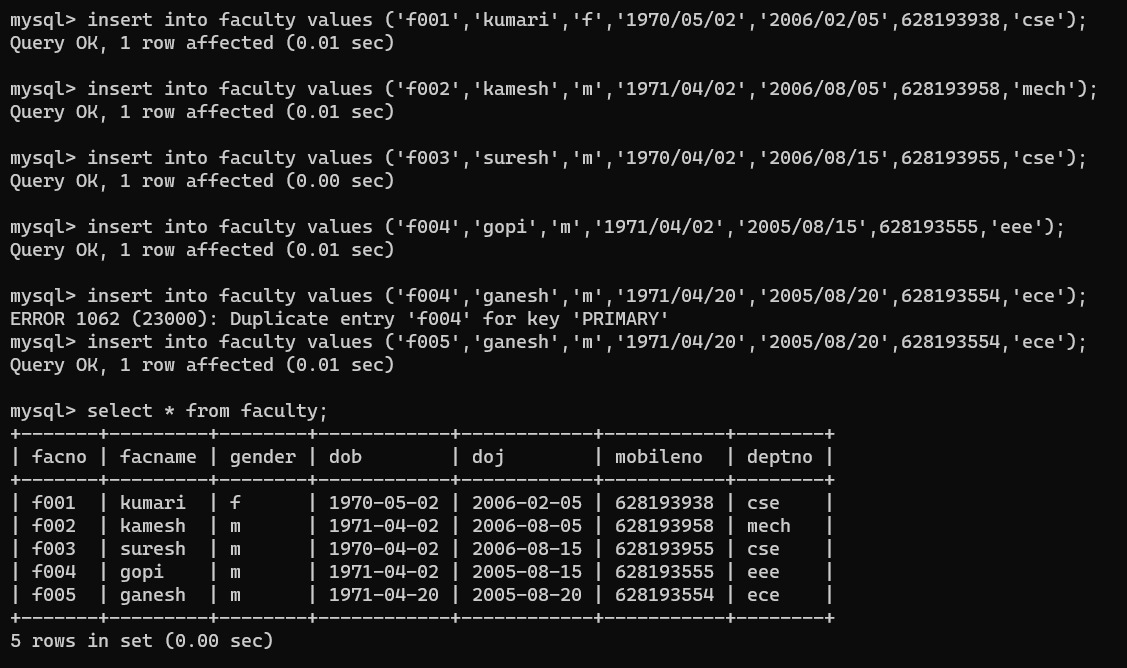 mysql> insert into faculty values ('f001','kumari','f','1970/05/02','2006/02/05',628193938,'cse');
Query OK, 1 row affected (0.01 sec)

mysql> insert into faculty values ('f002','kamesh','m','1971/04/02','2006/08/05',628193958,'mech');
Query OK, 1 row affected (0.01 sec)

mysql> insert into faculty values ('f003','suresh','m','1970/04/02','2006/08/15',628193955,'cse');
Query OK, 1 row affected (0.00 sec)

mysql> insert into faculty values ('f004','gopi','m','1971/04/02','2005/08/15',628193555,'eee');
Query OK, 1 row affected (0.01 sec)

mysql> insert into faculty values ('f004','ganesh','m','1971/04/20','2005/08/20',628193554,'ece');
ERROR 1062 (23000): Duplicate entry 'f004' for key 'PRIMARY'
mysql> insert into faculty values ('f005','ganesh','m','1971/04/20','2005/08/20',628193554,'ece');
Query OK, 1 row affected (0.01 sec)

mysql> select * from faculty;
+-------+---------+--------+------------+------------+-----------+--------+
| facno | facname | gender | dob        | doj        | mobileno  | deptno |
+-------+---------+--------+------------+------------+-----------+--------+
| f001  | kumari  | f      | 1970-05-02 | 2006-02-05 | 628193938 | cse    |
| f002  | kamesh  | m      | 1971-04-02 | 2006-08-05 | 628193958 | mech   |
| f003  | suresh  | m      | 1970-04-02 | 2006-08-15 | 628193955 | cse    |
| f004  | gopi    | m      | 1971-04-02 | 2005-08-15 | 628193555 | eee    |
| f005  | ganesh  | m      | 1971-04-20 | 2005-08-20 | 628193554 | ece    |
+-------+---------+--------+------------+------------+-----------+--------+
5 rows in set (0.00 sec)